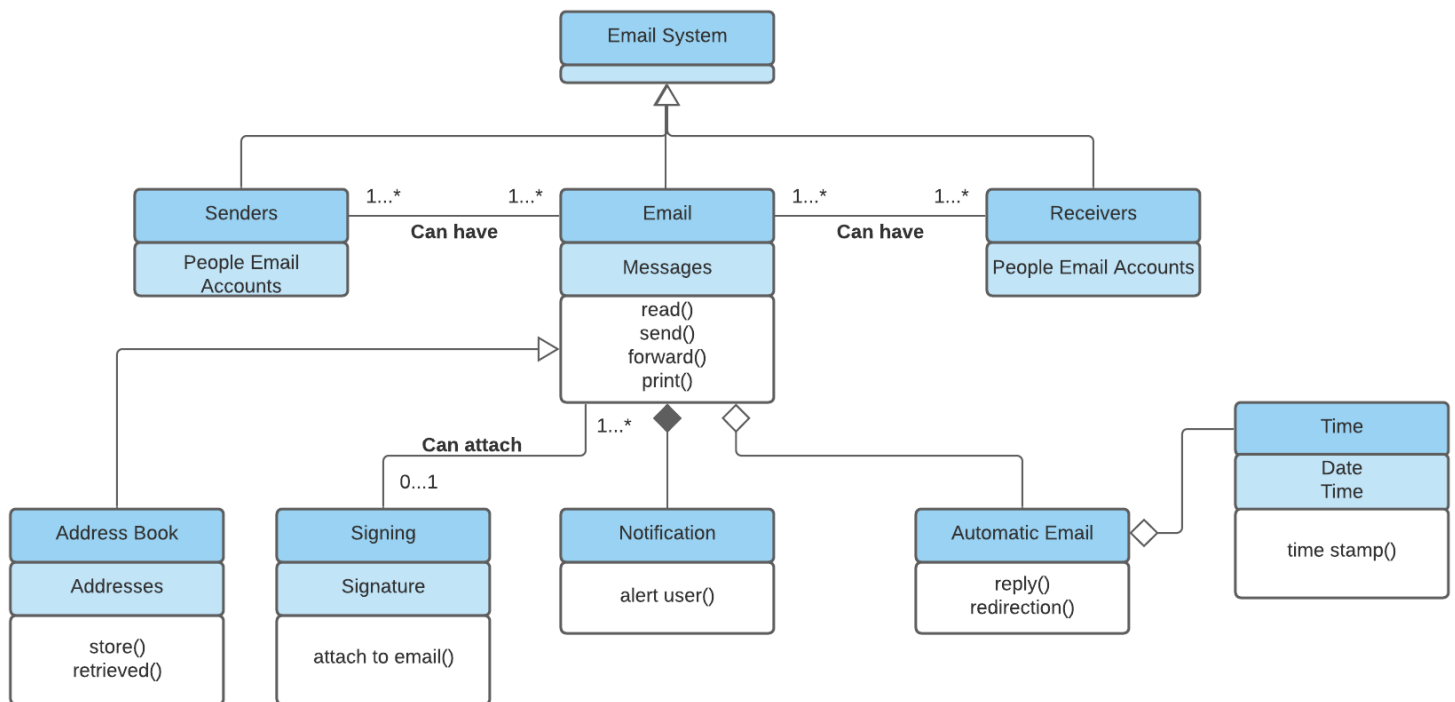 Email System
Senders
People Email
Accounts
1...*
1...*
Can have
Email
Messages
read()
send()
forward()
print()
1...*
1...*
Can have
Receivers
People Email Accounts
1...*
Can attach
0...1
Address Book
Addresses
store()
retrieved()
Signing
Signature
attach to email()
Notification
alert user()
Automatic Email
reply()
redirection()
Time
Date
Time
time stamp()